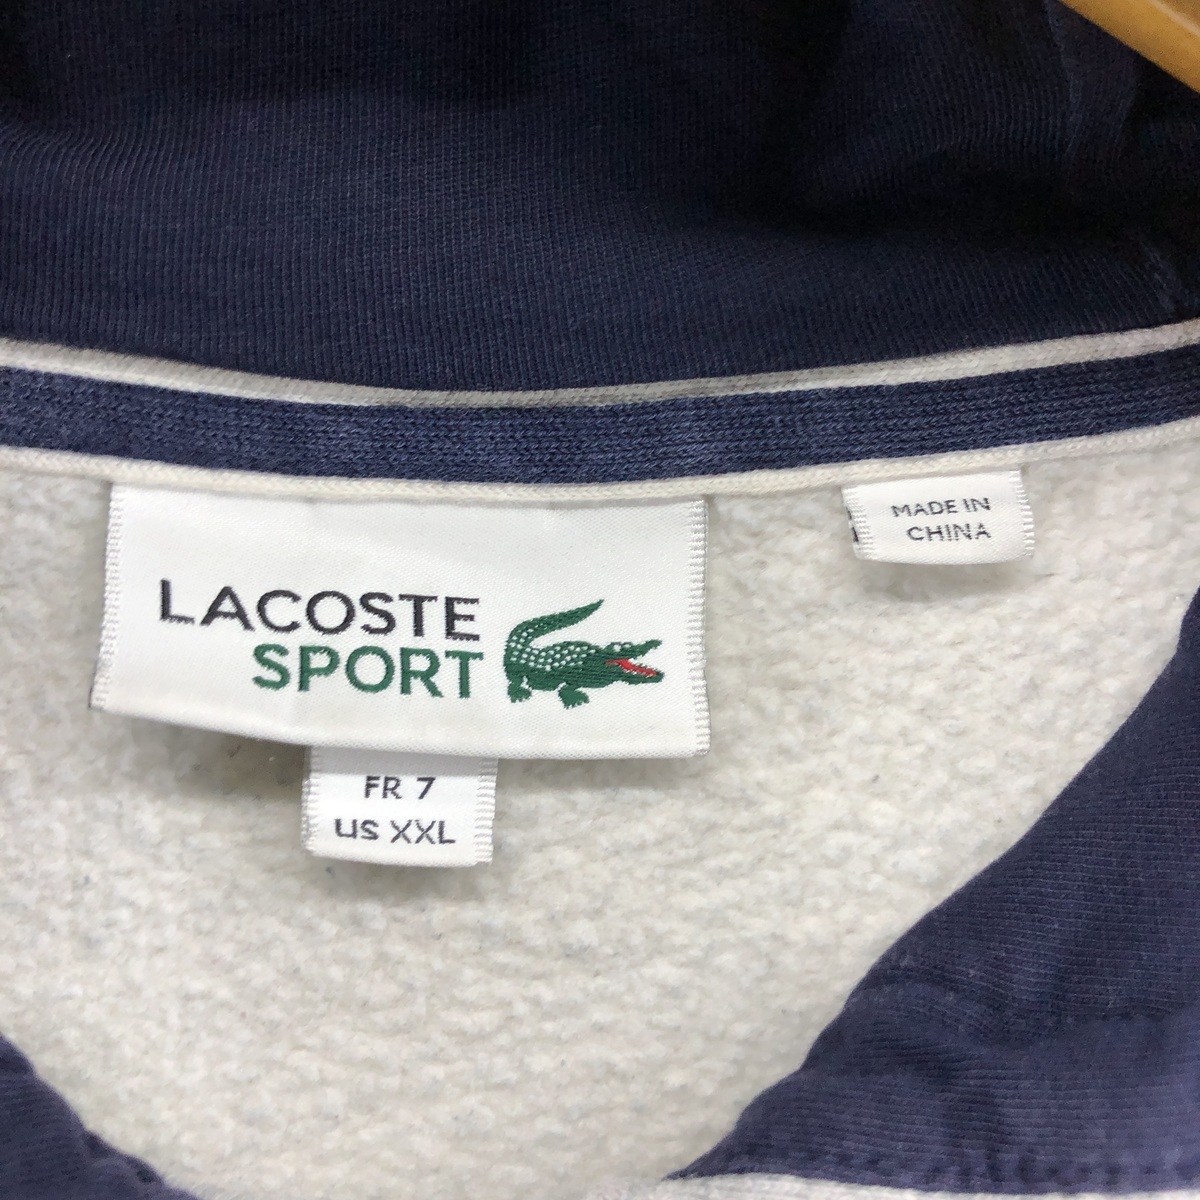 LACOSTE
SPORT
FR 7
US XXL
MADE IN
CHINA